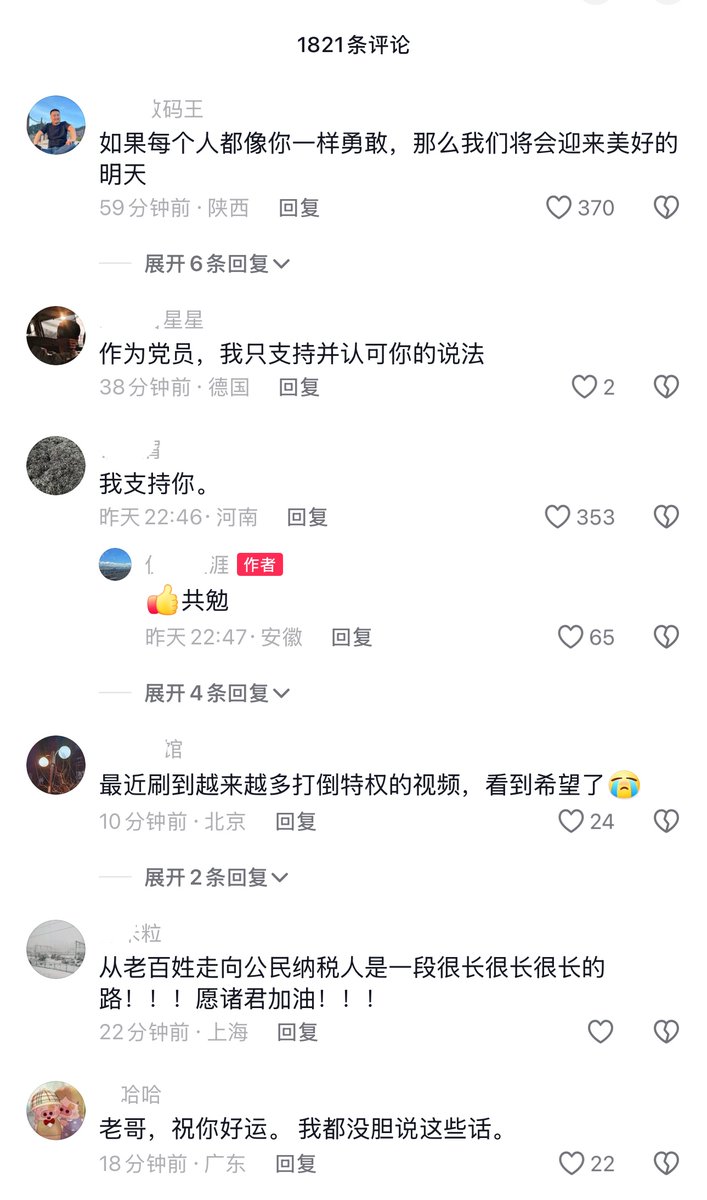 1821条评论
码王
如果每个人都像你一样勇敢，那么我们将会迎来美好的
明天
59分钟前·陕西 回复 370
展开6条回复
星星
作为党员，我只支持并认可你的说法
38分钟前·德国 回复 2
我支持你。
昨天22:46·河南 回复 353
涯 作者
👍共勉
昨天22:47·安徽 回复 65
展开4条回复
馆
最近刷到越来越多打倒特权的视频，看到希望了😭
10分钟前·北京 回复 24
展开2条回复
粒
从老百姓走向公民纳税人是一段很长很长很长的
路！！！愿诸君加油！！！
22分钟前·上海 回复
哈哈
老哥，祝你好运。 我都没胆说这些话。
18分钟前·广东 回复 22